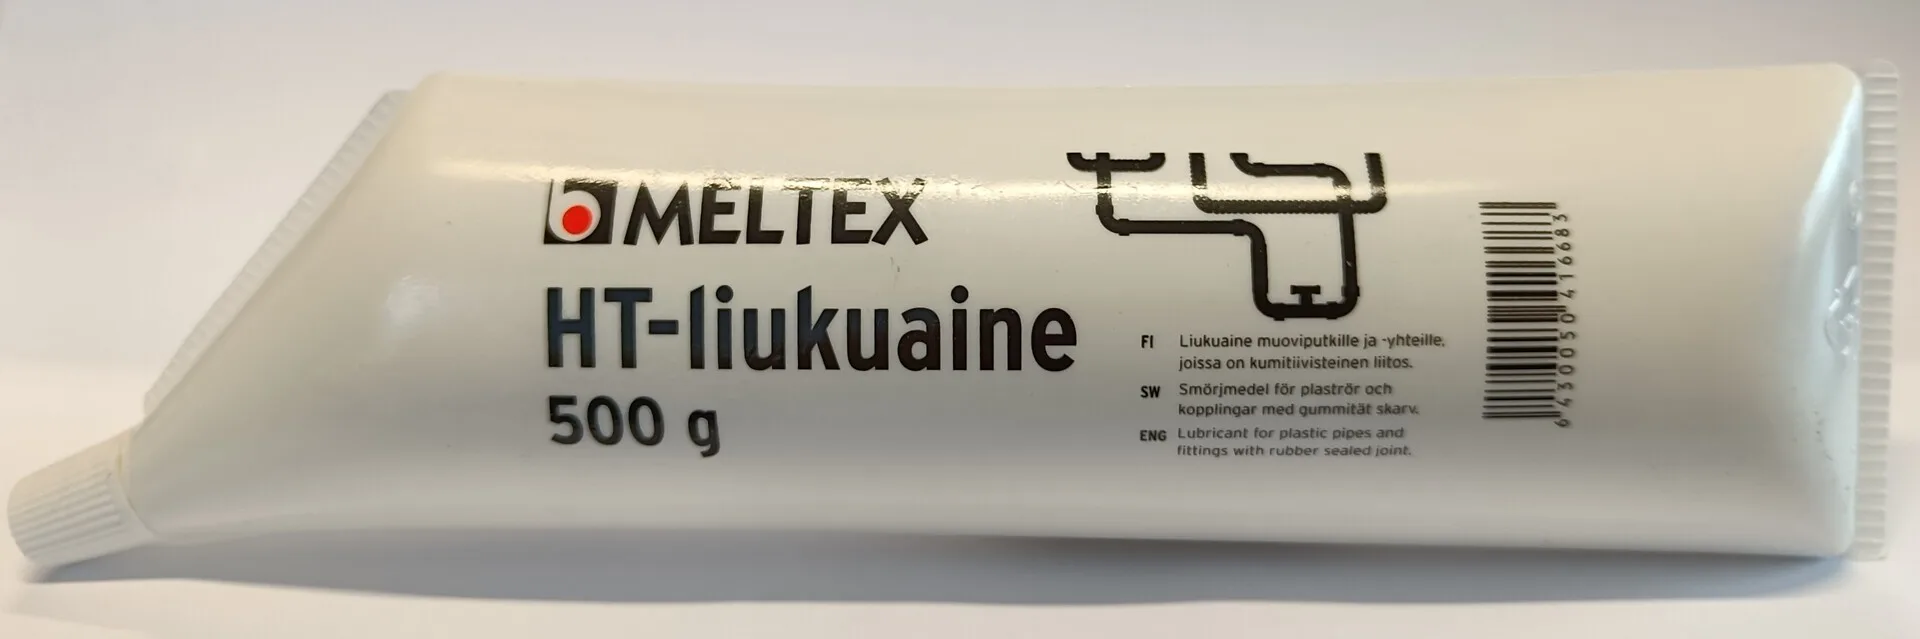 MELTEX
HT-liukuaine
500 g
FI Liukuaine muoviputkille ja -yhteille,
joissa on kumitiivisteinen liitos.
SW Smörjmedel för plaströr och
kopplingar med gummität skarv.
ENG Lubricant for plastic pipes and
fittings with rubber sealed joint.
6430050416683